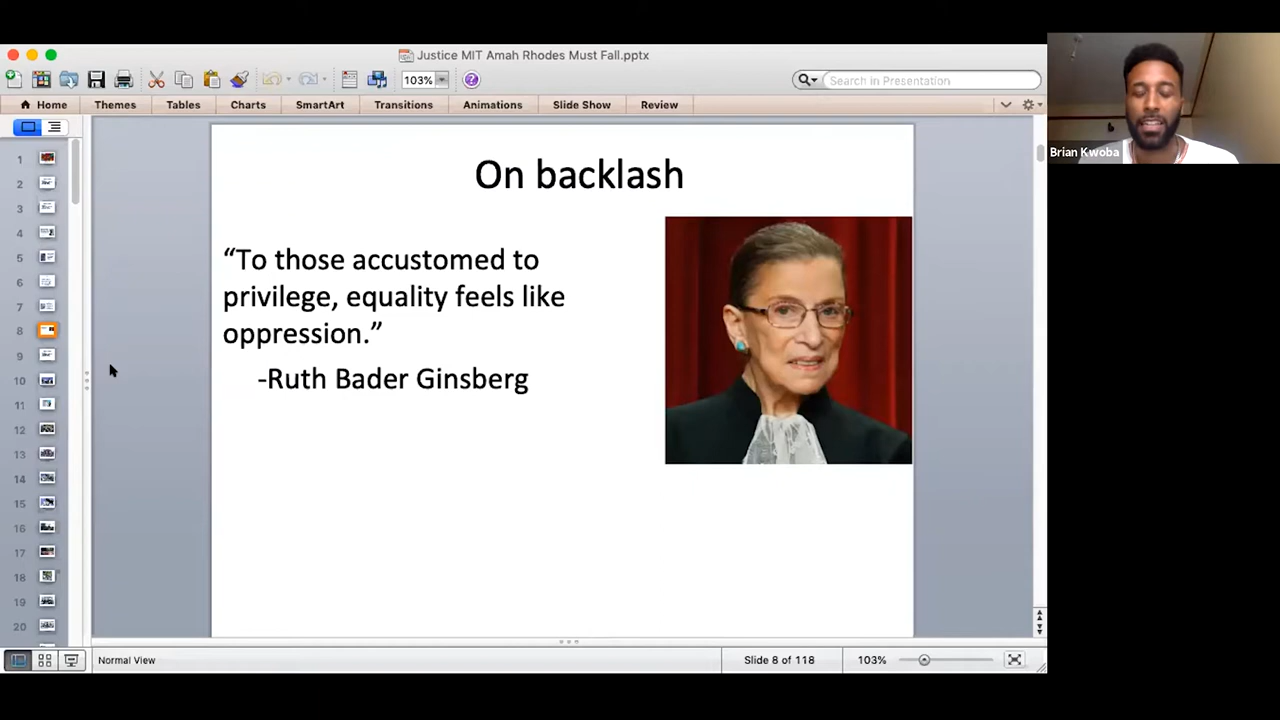 Justice MIT Amah Rhodes Must Fall.pptx
103%
Search in Presentation
Home Themes Tables Charts SmartArt Transitions Animations Slide Show Review
1
2
3
4
5
6
7
8
9
10
11
12
13
14
15
16
17
18
19
20
On backlash
“To those accustomed to
privilege, equality feels like
oppression.”
-Ruth Bader Ginsberg
Brian Kwoba
Normal View
Slide 8 of 118
103%